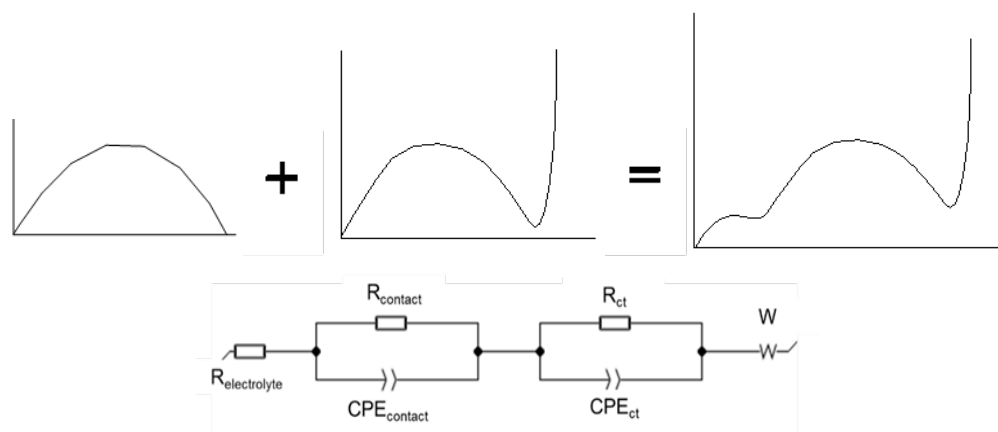 +
=
R_contact
R_ct
W
R_electrolyte
CPE_contact
CPE_ct